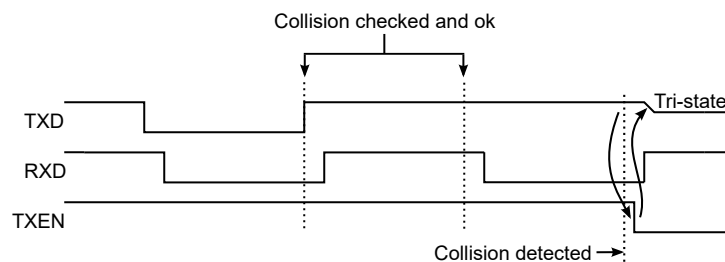 Collision checked and ok
Tri-state
TXD
RXD
TXEN
Collision detected